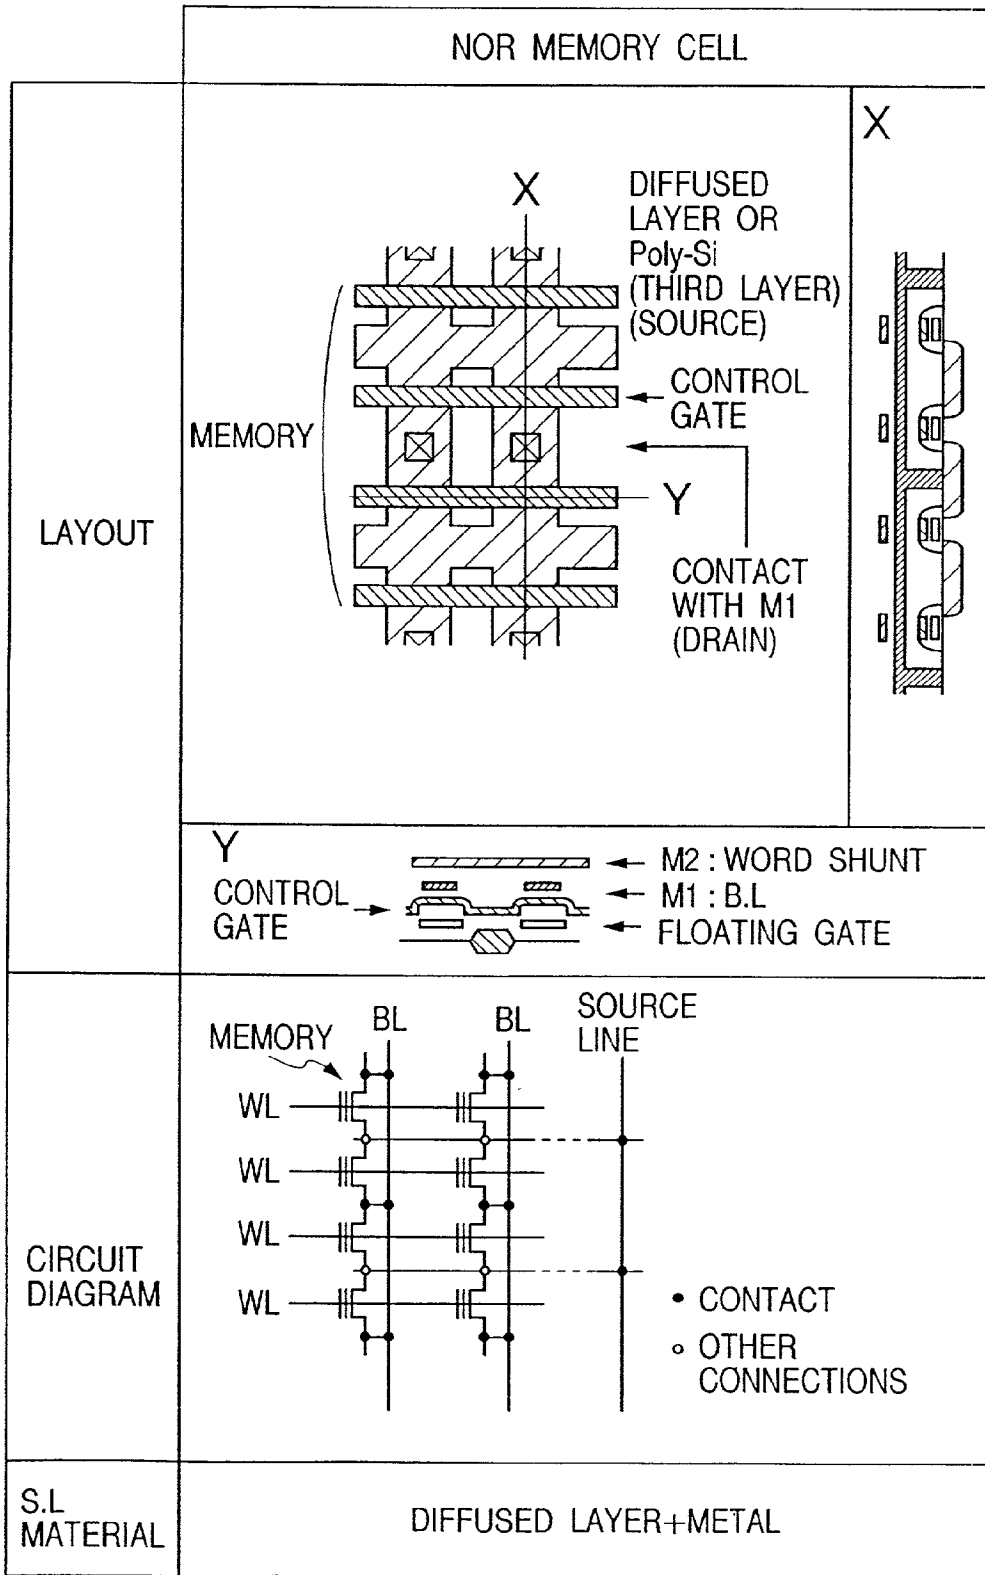 NOR MEMORY CELL
LAYOUT
X
DIFFUSED
LAYER OR
Poly-Si
(THIRD LAYER)
(SOURCE)
CONTROL
GATE
MEMORY
Y
CONTACT
WITH M1
(DRAIN)
X
Y
CONTROL
GATE
M2 : WORD SHUNT
M1 : B.L
FLOATING GATE
CIRCUIT
DIAGRAM
MEMORY
BL
BL
SOURCE
LINE
WL
WL
WL
WL
CONTACT
OTHER
CONNECTIONS
S.L
MATERIAL
DIFFUSED LAYER+METAL